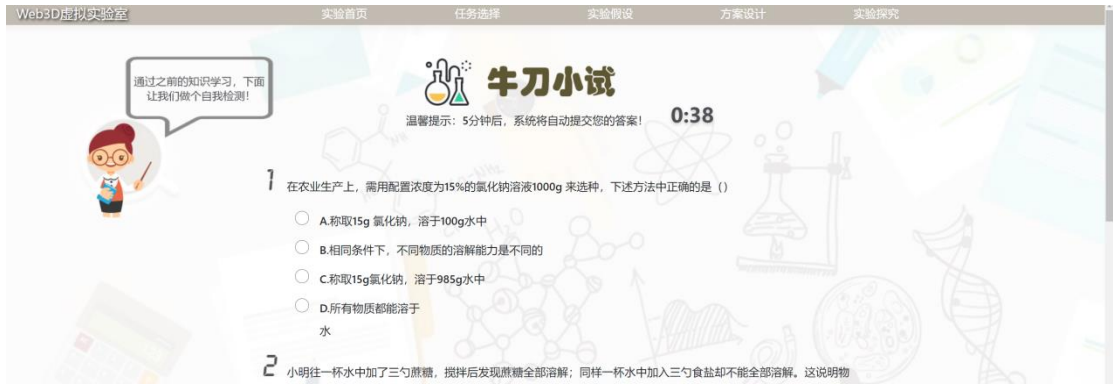 Web3D虚拟实验室 实验首页 任务选择 实验假设 方案设计 实验探究
通过之前的知识学习，下面
让我们做个自我检测！
牛刀小试
温馨提示：5分钟后，系统将自动提交您的答案！ 0:38
1 在农业生产上，需用配置浓度为15%的氯化钠溶液1000g 来选种，下述方法中正确的是（）
A.称取15g 氯化钠，溶于100g水中
B.相同条件下，不同物质的溶解能力是不同的
C.称取15g氯化钠，溶于985g水中
D.所有物质都能溶于
水
2 小明往一杯水中加了三勺蔗糖，搅拌后发现蔗糖全部溶解；同样一杯水中加入三勺食盐却不能全部溶解。这说明物